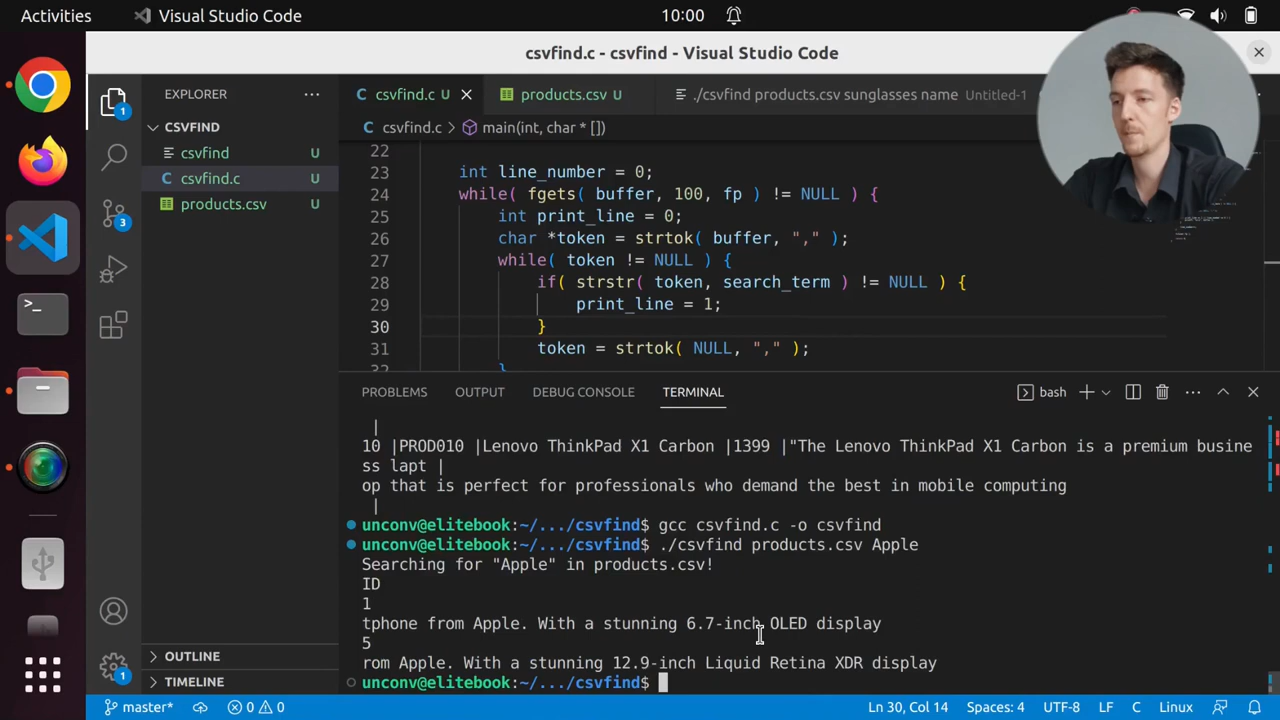 Activities
Visual Studio Code
10:00
csvfind.c - csvfind - Visual Studio Code
EXPLORER
csvfind.c U
products.csv U
./csvfind products.csv sunglasses name Untitled-1
CSVFIND
csvfind.c > main(int, char * [])
csvfind U
csvfind.c U
products.csv U
22
23 int line_number = 0;
24 while( fgets( buffer, 100, fp ) != NULL ) {
25 int print_line = 0;
26 char *token = strtok( buffer, "," );
27 while( token != NULL ) {
28 if( strstr( token, search_term ) != NULL ) {
29 print_line = 1;
30 }
31 token = strtok( NULL, "," );
32 }
PROBLEMS OUTPUT DEBUG CONSOLE TERMINAL
bash
|
10 |PROD010 |Lenovo ThinkPad X1 Carbon |1399 |"The Lenovo ThinkPad X1 Carbon is a premium busine
ss lapt |
op that is perfect for professionals who demand the best in mobile computing
|
unconv@elitebook:~/.../csvfind$ gcc csvfind.c -o csvfind
unconv@elitebook:~/.../csvfind$ ./csvfind products.csv Apple
Searching for "Apple" in products.csv!
ID
1
tphone from Apple. With a stunning 6.7-inch OLED display
5
rom Apple. With a stunning 12.9-inch Liquid Retina XDR display
unconv@elitebook:~/.../csvfind$
OUTLINE
TIMELINE
1
3
1
master*
0
0
Ln 30, Col 14
Spaces: 4
UTF-8
LF
C
Linux